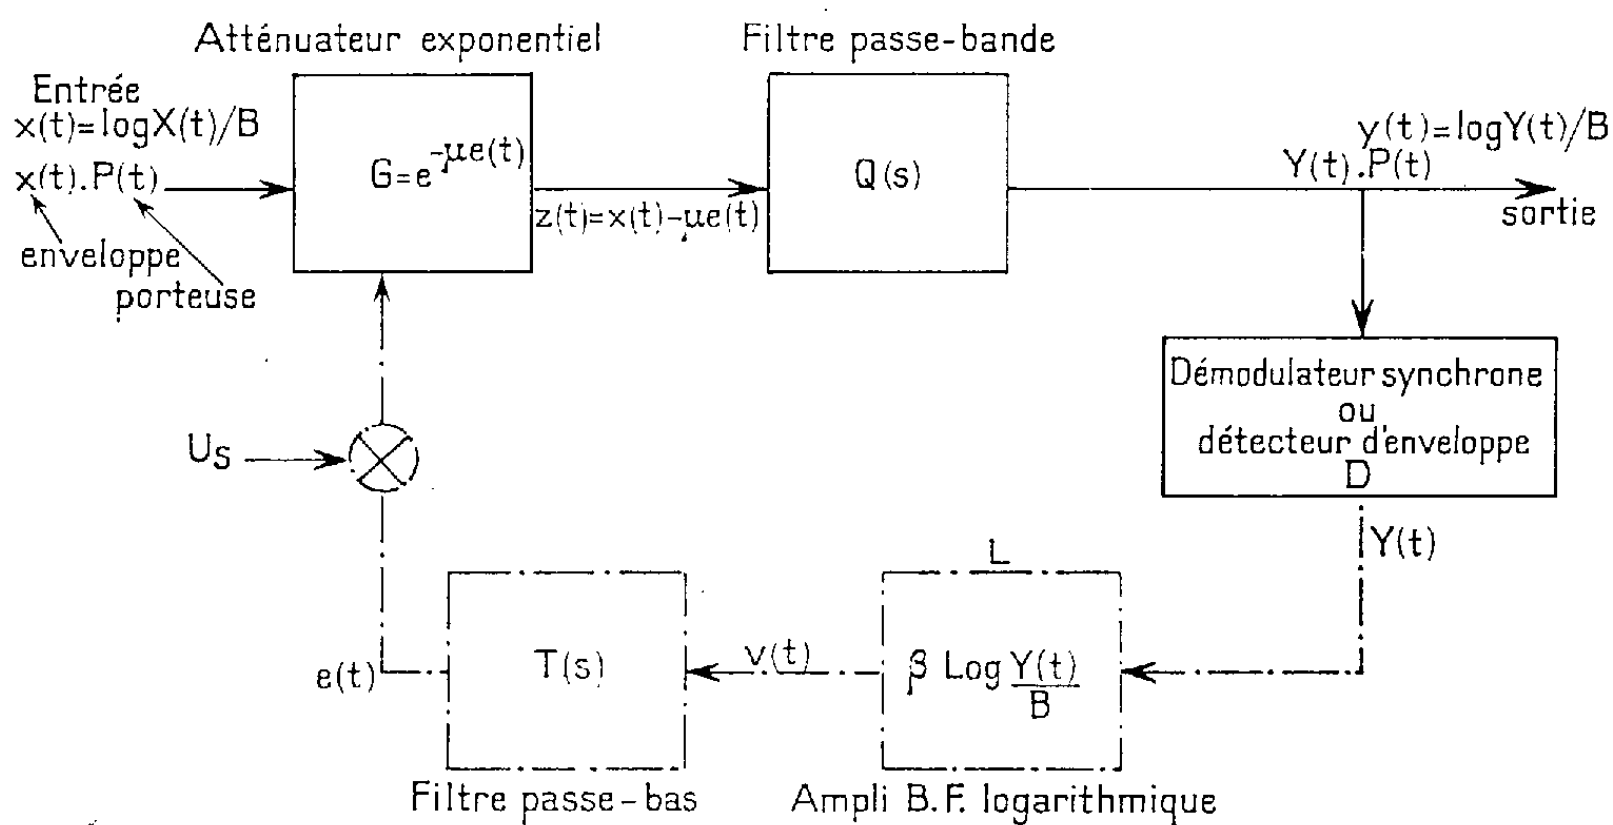 Atténuateur exponentiel
Filtre passe-bande
Entrée
x(t)=logX(t)/B
x(t).P(t)
enveloppe
porteuse
G=e^-μe(t)
z(t)=x(t)-μe(t)
Q(s)
y(t)=logY(t)/B
Y(t).P(t)
sortie
Démodulateur synchrone
ou
détecteur d'enveloppe
D
Us
Y(t)
L
e(t)
T(s)
v(t)
β Log Y(t)
B
Filtre passe-bas
Ampli B.F. logarithmique